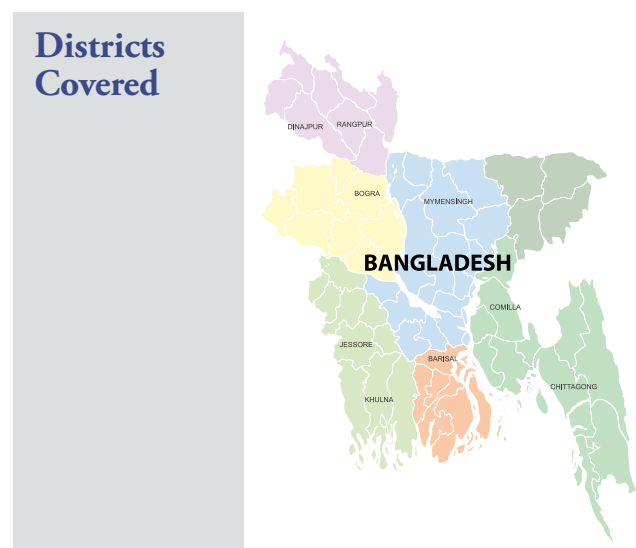 Districts
Covered
DINAJPUR
RANGPUR
BOGRA
MYMENSINGH
BANGLADESH
COMILLA
JESSORE
BARISAL
CHITTAGONG
KHULNA